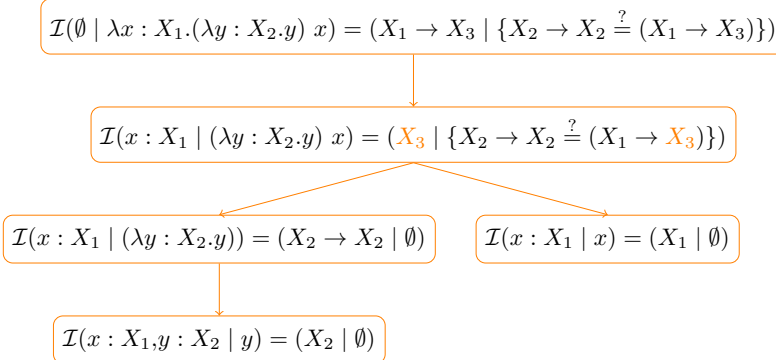 ℐ(∅ | λx : X₁.(λy : X₂.y) x) = (X₁ → X₃ | {X₂ → X₂ ≟ (X₁ → X₃)})
ℐ(x : X₁ | (λy : X₂.y) x) = (X₃ | {X₂ → X₂ ≟ (X₁ → X₃)})
ℐ(x : X₁ | (λy : X₂.y)) = (X₂ → X₂ | ∅)
ℐ(x : X₁ | x) = (X₁ | ∅)
ℐ(x : X₁,y : X₂ | y) = (X₂ | ∅)